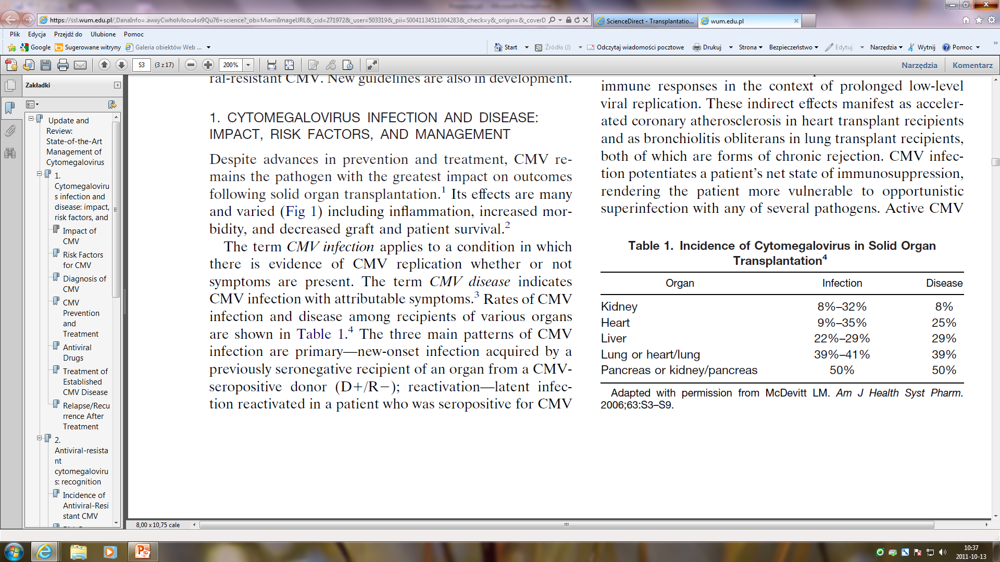 https://ssl.wum.edu.pl/,DanaInfo=.awxyCwholvloou4sr9Qu76+science?_ob=MiamiImageURL&_cid=271972&_user=503319&_pii=S0041134511004283&_check=y&_origin=&_coverD
ScienceDirect - Transplantatio...
wum.edu.pl
Plik Edycja Przejdź do Ulubione Pomoc
Google Sugerowane witryny Galeria obiektów Web ...
Start Źródła (J) Odczytaj wiadomości pocztowe Drukuj Strona Bezpieczeństwo Edytuj Narzędzia Wytnij Pomoc
S3 (3 z 17) 200% Narzędzia Komentarz
Zakładki
Update and
Review:
State-of-the-Art
Management of
Cytomegalovirus
1.
Cytomegaloviru
s infection and
disease: impact,
risk factors, and
Impact of
CMV
Risk Factors
for CMV
Diagnosis of
CMV
CMV
Prevention
and
Treatment
Antiviral
Drugs
Treatment of
Established
CMV Disease
Relapse/Recu
rrence After
Treatment
2.
Antiviral-resista
nt
cytomegaloviru
s: recognition
Incidence of
Antiviral-Resi
stant CMV
ral-resistant CMV. New guidelines are also in development.
1. CYTOMEGALOVIRUS INFECTION AND DISEASE:
IMPACT, RISK FACTORS, AND MANAGEMENT
Despite advances in prevention and treatment, CMV re-
mains the pathogen with the greatest impact on outcomes
following solid organ transplantation.1 Its effects are many
and varied (Fig 1) including inflammation, increased mor-
bidity, and decreased graft and patient survival.2
The term CMV infection applies to a condition in which
there is evidence of CMV replication whether or not
symptoms are present. The term CMV disease indicates
CMV infection with attributable symptoms.3 Rates of CMV
infection and disease among recipients of various organs
are shown in Table 1.4 The three main patterns of CMV
infection are primary—new-onset infection acquired by a
previously seronegative recipient of an organ from a CMV-
seropositive donor (D+/R−); reactivation—latent infec-
tion reactivated in a patient who was seropositive for CMV
immune responses in the context of prolonged low-level
viral replication. These indirect effects manifest as acceler-
ated coronary atherosclerosis in heart transplant recipients
and as bronchiolitis obliterans in lung transplant recipients,
both of which are forms of chronic rejection. CMV infec-
tion potentiates a patient's net state of immunosuppression,
rendering the patient more vulnerable to opportunistic
superinfection with any of several pathogens. Active CMV
Table 1. Incidence of Cytomegalovirus in Solid Organ
Transplantation4
Organ Infection Disease
Kidney 8%–32% 8%
Heart 9%–35% 25%
Liver 22%–29% 29%
Lung or heart/lung 39%–41% 39%
Pancreas or kidney/pancreas 50% 50%
Adapted with permission from McDevitt LM. Am J Health Syst Pharm.
2006;63:S3–S9.
8,00 x 10,75 cale
10:37
2011-10-13